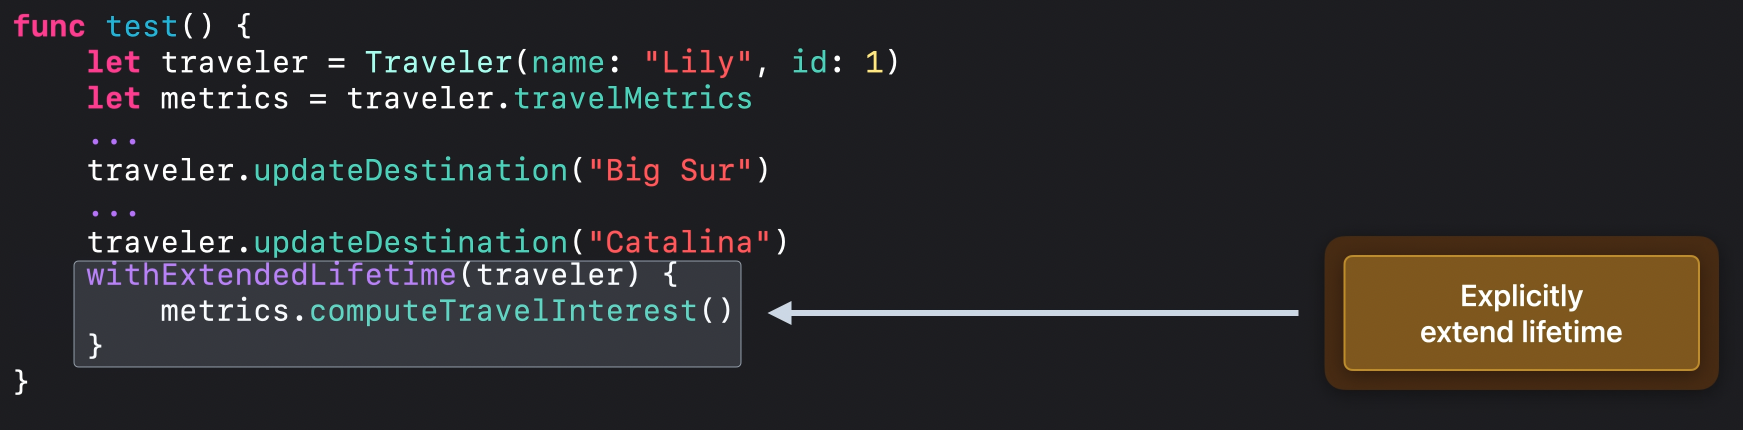 func test() {
    let traveler = Traveler(name: "Lily", id: 1)
    let metrics = traveler.travelMetrics
    ...
    traveler.updateDestination("Big Sur")
    ...
    traveler.updateDestination("Catalina")
    withExtendedLifetime(traveler) {
        metrics.computeTravelInterest()
    }
}
Explicitly
extend lifetime